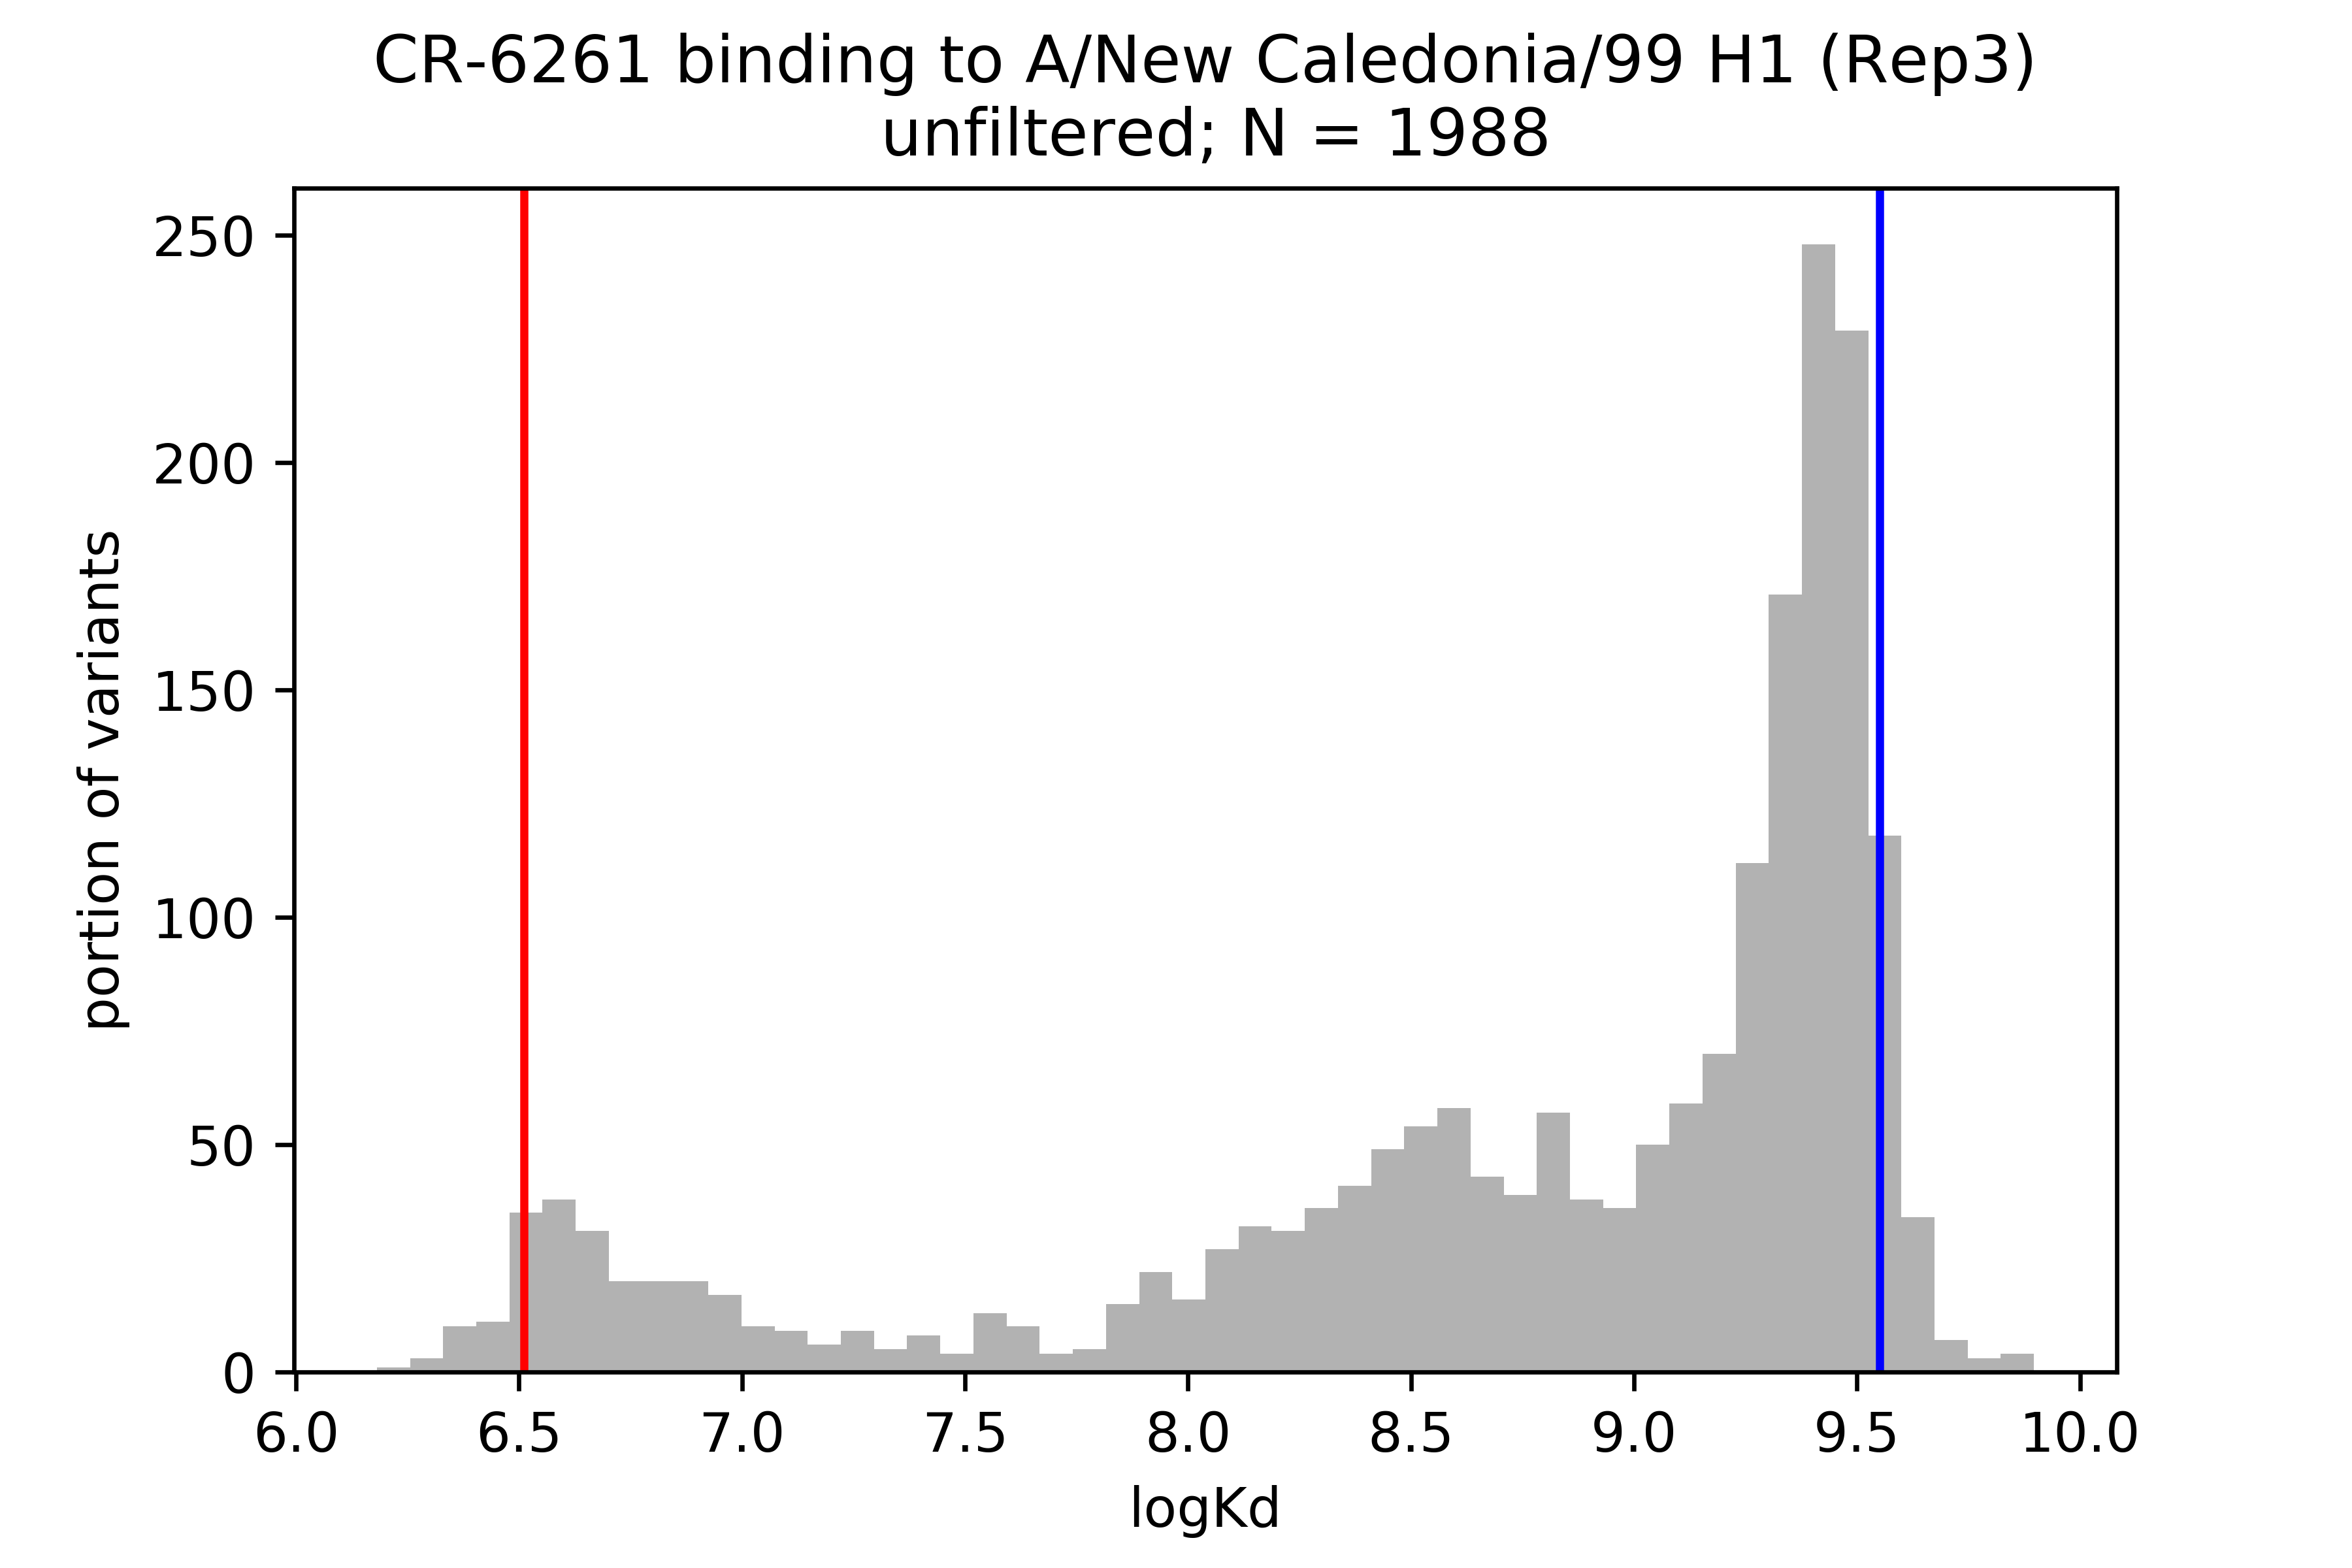 CR-6261 binding to A/New Caledonia/99 H1 (Rep3)
unfiltered; N = 1988
250
200
150
100
50
0
portion of variants
6.0 6.5 7.0 7.5 8.0 8.5 9.0 9.5 10.0
logKd